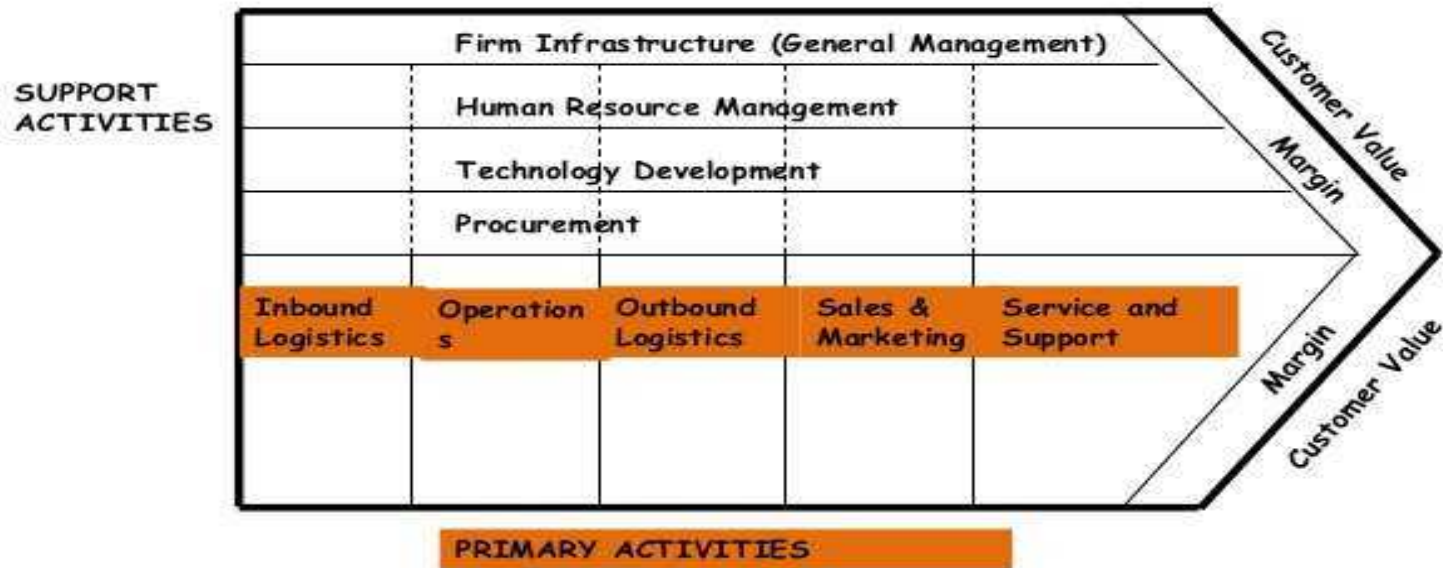 Firm Infrastructure (General Management)
SUPPORT
ACTIVITIES
Human Resource Management
Technology Development
Procurement
Customer Value
Margin
Inbound
Logistics
Operation
s
Outbound
Logistics
Sales &
Marketing
Service and
Support
Margin
Customer Value
PRIMARY ACTIVITIES